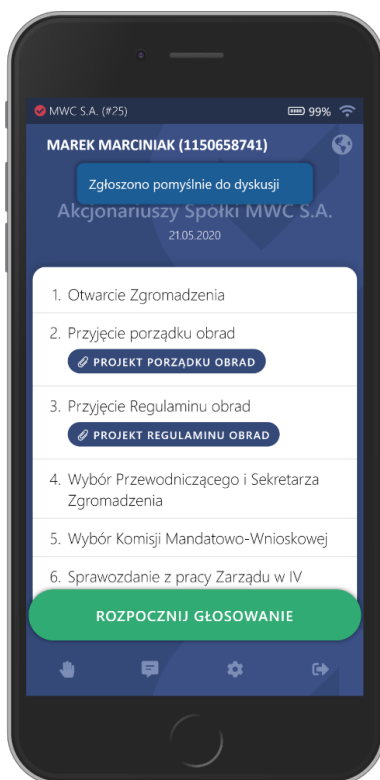 MWC S.A. (#25) 99%
MAREK MARCINIAK (1150658741)
Zgłoszono pomyślnie do dyskusji
Akcjonariuszy Spółki MWC S.A.
21.05.2020
1. Otwarcie Zgromadzenia
2. Przyjęcie porządku obrad
PROJEKT PORZĄDKU OBRAD
3. Przyjęcie Regulaminu obrad
PROJEKT REGULAMINU OBRAD
4. Wybór Przewodniczącego i Sekretarza
Zgromadzenia
5. Wybór Komisji Mandatowo-Wnioskowej
6. Sprawozdanie z pracy Zarządu w IV
ROZPOCZNIJ GŁOSOWANIE